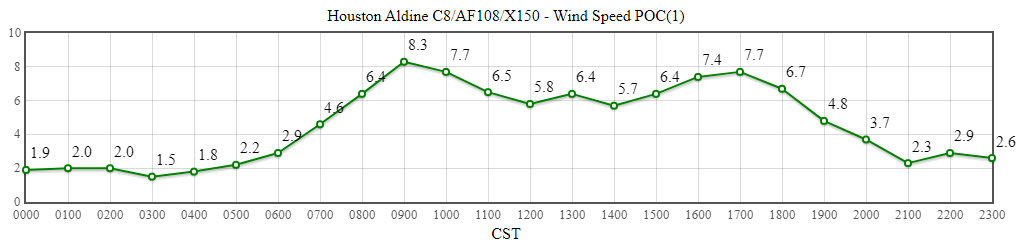 Houston Aldine C8/AF108/X150 - Wind Speed POC(1)
10
8
6
4
2
0
1.9 2.0 2.0 1.5 1.8 2.2 2.9 4.6 6.4 8.3 7.7 6.5 5.8 6.4 5.7 6.4 7.4 7.7 6.7 4.8 3.7 2.3 2.9 2.6
0000 0100 0200 0300 0400 0500 0600 0700 0800 0900 1000 1100 1200 1300 1400 1500 1600 1700 1800 1900 2000 2100 2200 2300
CST